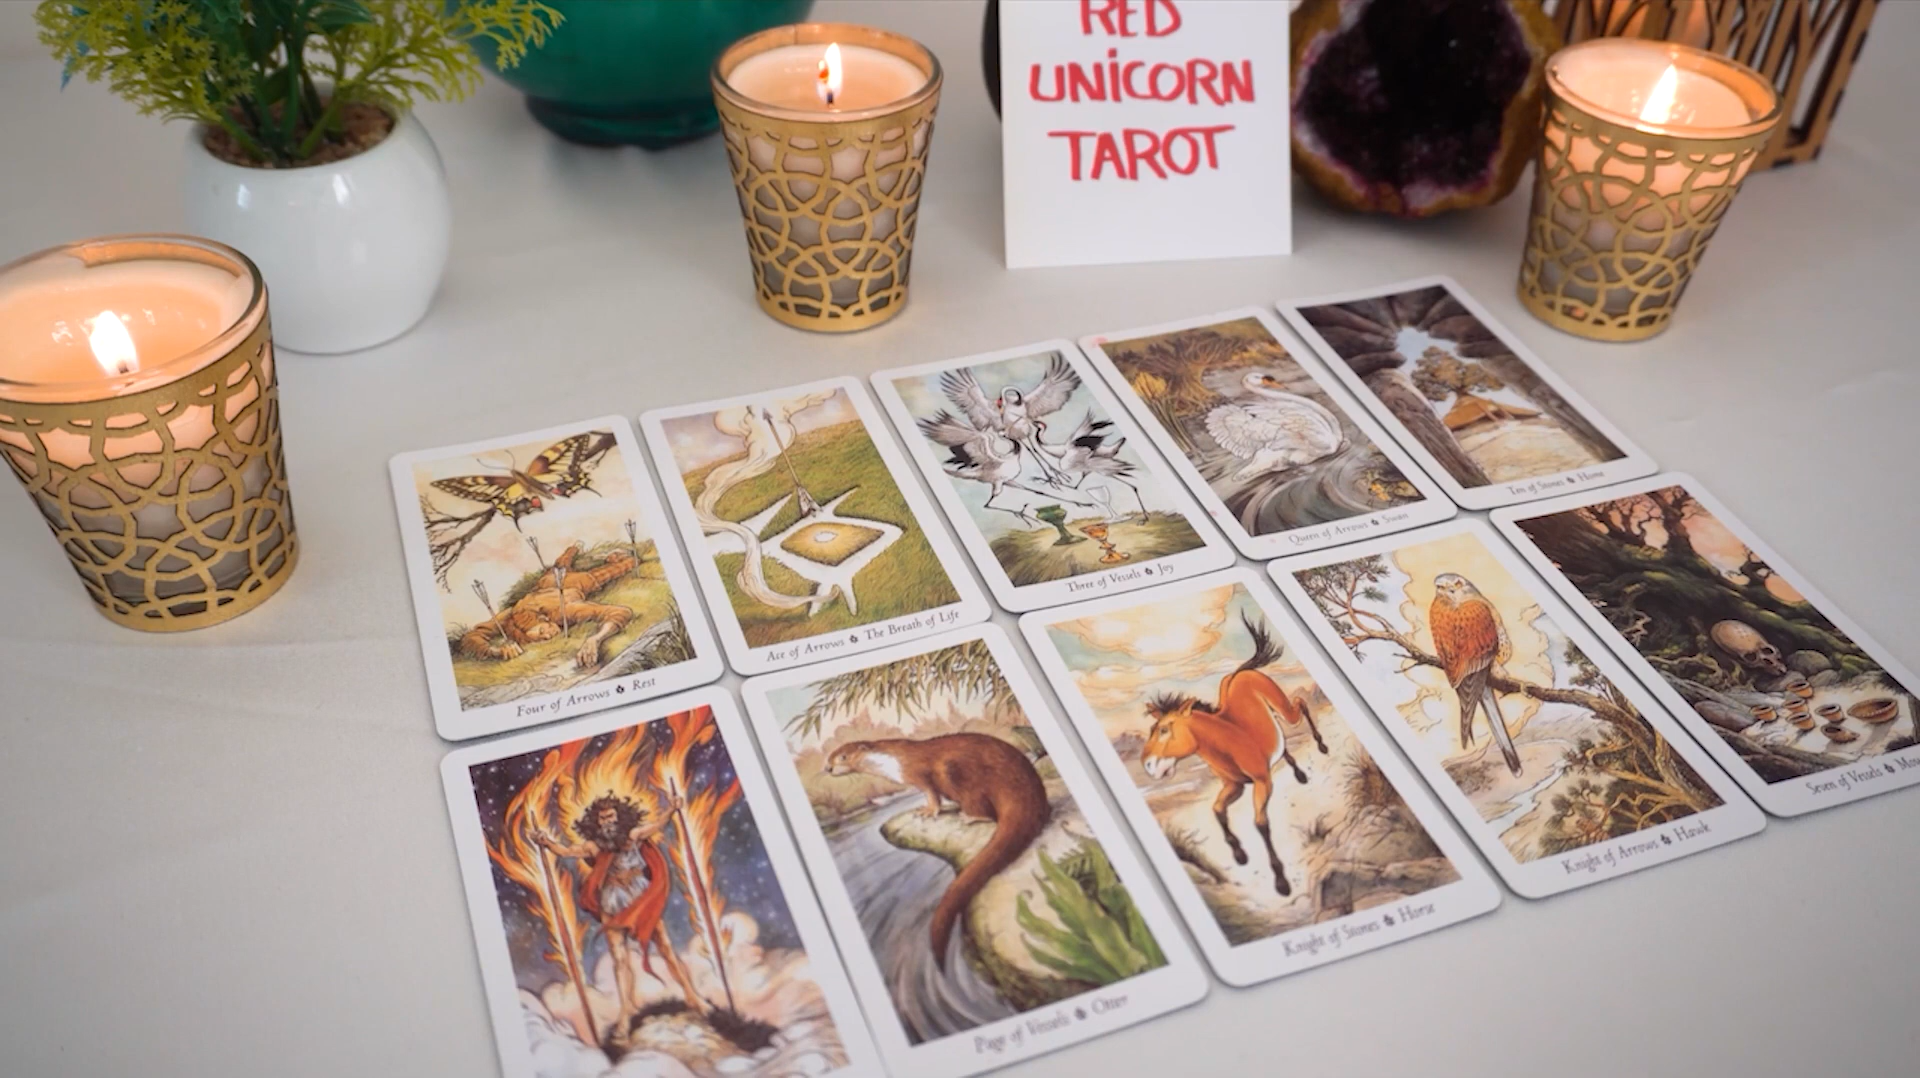 RED
UNICORN
TAROT
Four of Arrows Rest
Ace of Arrows The Breath of Life
Three of Vessels Joy
Queen of Arrows Swan
Ten of Stones Home
Page of Vessels Otter
Knight of Stones Horse
Knight of Arrows Hawk
Seven of Vessels